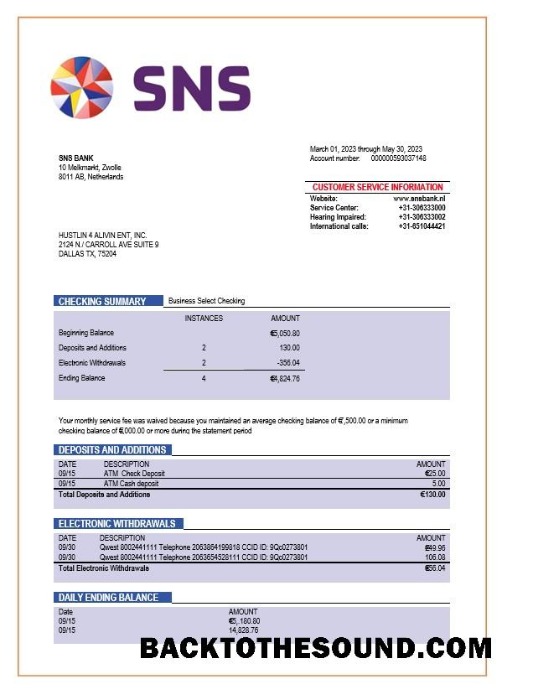 SNS
March 01, 2023 through May 30, 2023
Account number: 000000593037148
SNS BANK
10 Melkmarkt, Zwolle
8011 AB, Netherlands
CUSTOMER SERVICE INFORMATION
Website: www.snsbank.nl
Service Center: +31-306333000
Hearing Impaired: +31-306333002
International calls: +31-651044421
HUSTLIN 4 ALIVIN ENT, INC.
2124 N./ CARROLL AVE SUITE 9
DALLAS TX, 75204
CHECKING SUMMARY Business Select Checking
INSTANCES AMOUNT
Beginning Balance €5,050.80
Deposits and Additions 2 130.00
Electronic Withdrawals 2 -356.04
Ending Balance 4 €4,824.76
Your monthly service fee was waived because you maintained an average checking balance of €7,500.00 or a minimum
checking balance of €5,000.00 or more during the statement period
DEPOSITS AND ADDITIONS
DATE DESCRIPTION AMOUNT
09/15 ATM Check Deposit €25.00
09/15 ATM Cash deposit 5.00
Total Deposits and Additions €130.00
ELECTRONIC WITHDRAWALS
DATE DESCRIPTION AMOUNT
09/30 Qwest 8002441111 Telephone 2063864199818 CCID ID: 9Qc0273801 €49.96
09/30 Qwest 8002441111 Telephone 2063654528111 CCID ID: 9Qc0273801 106.08
Total Electronic Withdrawals €56.04
DAILY ENDING BALANCE
Date AMOUNT
09/15 €5,.180.80
09/15 14,828.76
BACKTOTHESOUND.COM